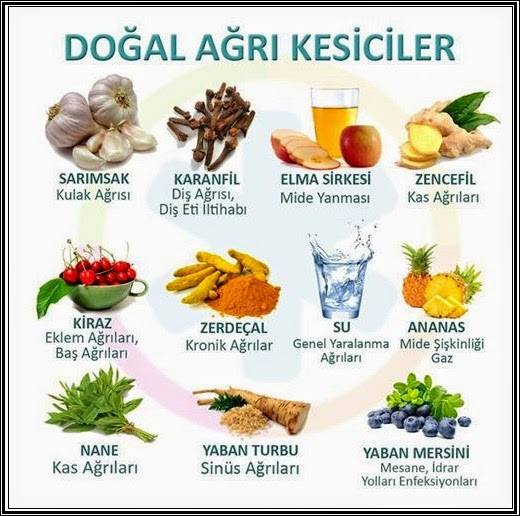 DOĞAL AĞRI KESİCİLER
SARIMSAK
Kulak Ağrısı
KARANFİL
Diş Ağrısı,
Diş Eti İltihabı
ELMA SİRKESİ
Mide Yanması
ZENCEFİL
Kas Ağrıları
KİRAZ
Eklem Ağrıları,
Baş Ağrıları
ZERDEÇAL
Kronik Ağrılar
SU
Genel Yaralanma
Ağrıları
ANANAS
Mide Şişkinliği
Gaz
NANE
Kas Ağrıları
YABAN TURBU
Sinüs Ağrıları
YABAN MERSİNİ
Mesane, İdrar
Yolları Enfeksiyonları